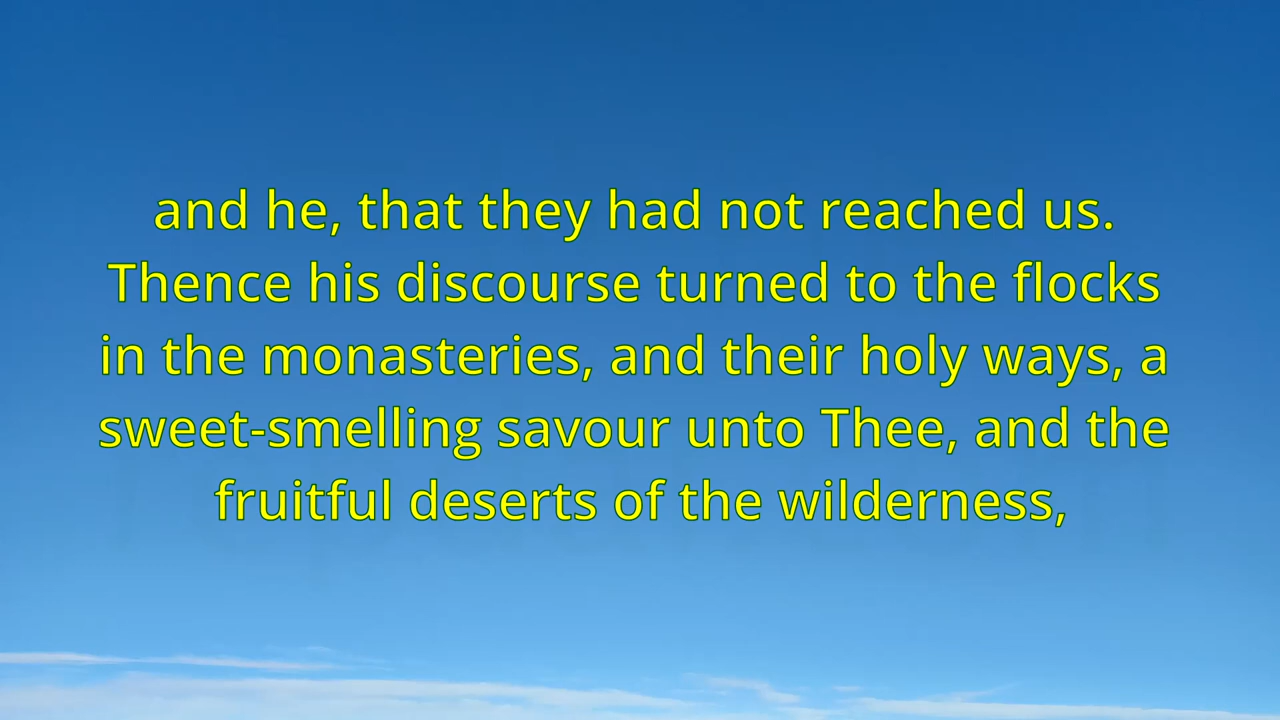 and he, that they had not reached us.
Thence his discourse turned to the flocks
in the monasteries, and their holy ways, a
sweet-smelling savour unto Thee, and the
fruitful deserts of the wilderness,